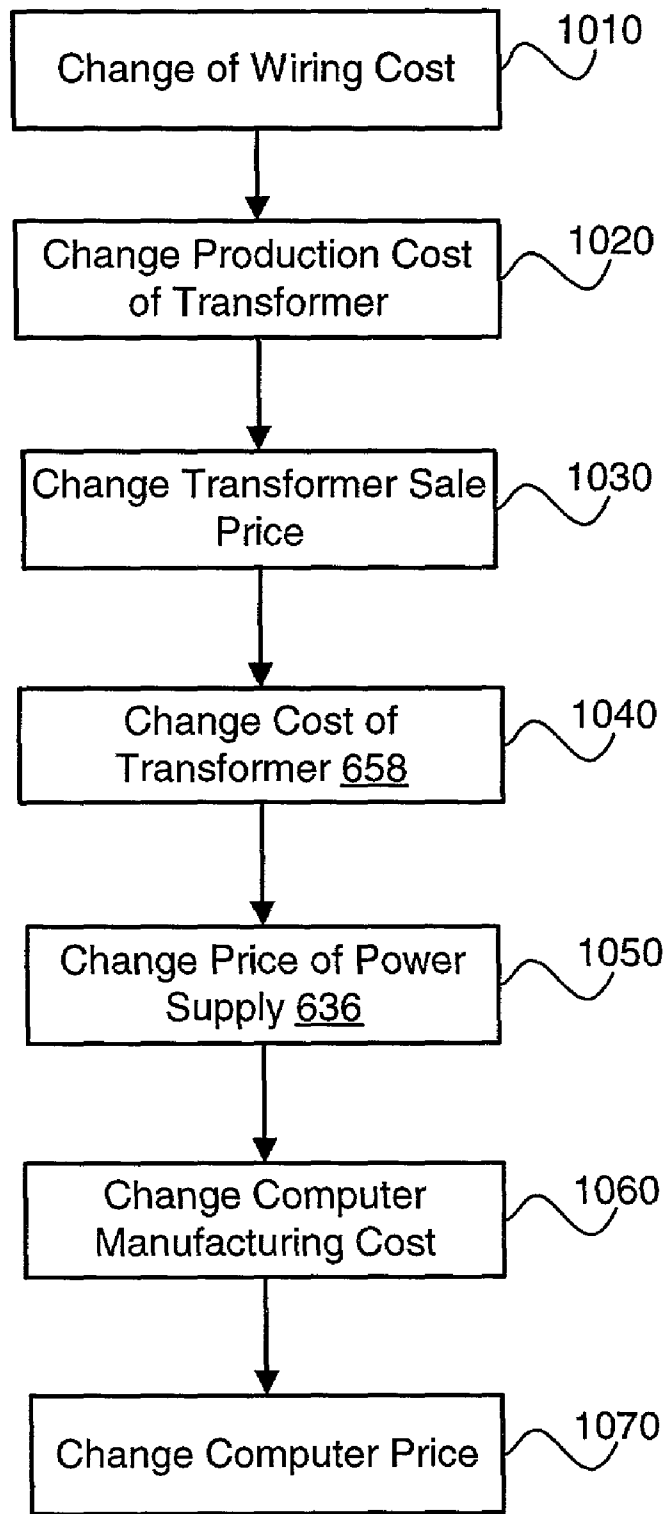 Change of Wiring Cost
1010
Change Production Cost
of Transformer
1020
Change Transformer Sale
Price
1030
Change Cost of
Transformer 658
1040
Change Price of Power
Supply 636
1050
Change Computer
Manufacturing Cost
1060
Change Computer Price
1070